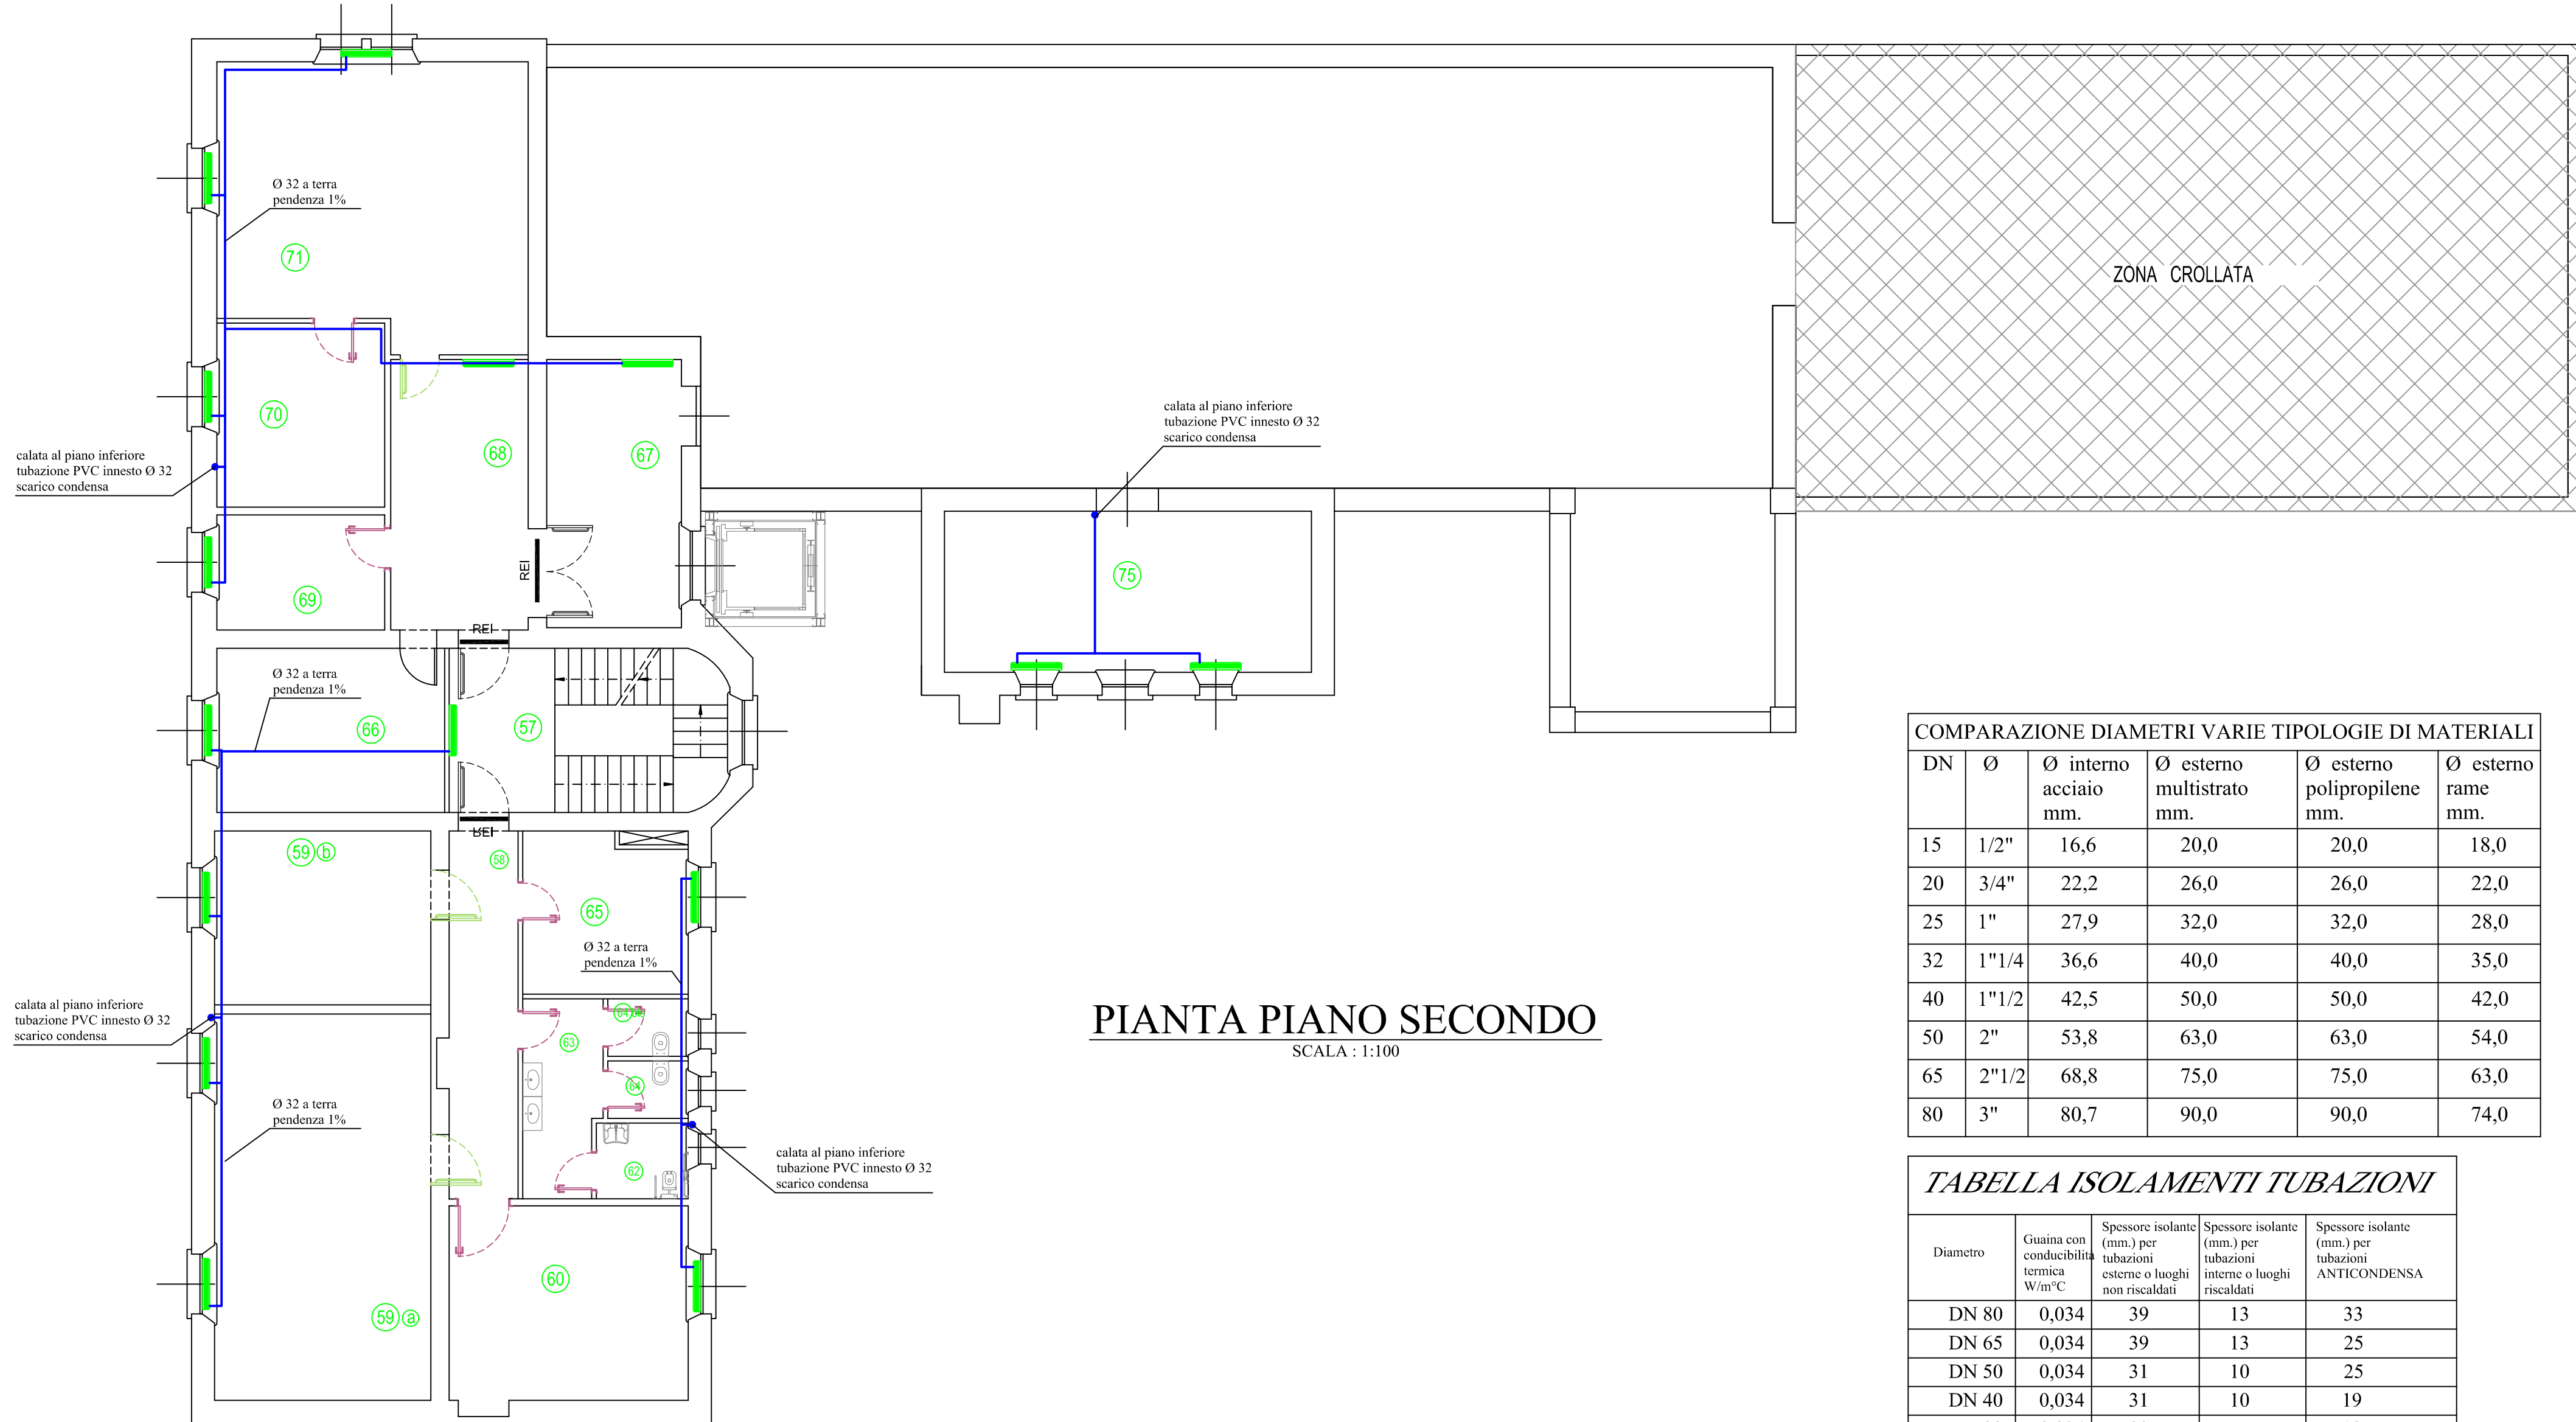 Ø 32 a terra
pendenza 1%
71
ZONA CROLLATA
70
68
67
calata al piano inferiore
tubazione PVC innesto Ø 32
scarico condensa
calata al piano inferiore
tubazione PVC innesto Ø 32
scarico condensa
REI
69
75
REI
Ø 32 a terra
pendenza 1%
66
57
REI
59 b
58
65
Ø 32 a terra
pendenza 1%
calata al piano inferiore
tubazione PVC innesto Ø 32
scarico condensa
63
64
Ø 32 a terra
pendenza 1%
62
calata al piano inferiore
tubazione PVC innesto Ø 32
scarico condensa
60
59 a
PIANTA PIANO SECONDO
SCALA : 1:100
COMPARAZIONE DIAMETRI VARIE TIPOLOGIE DI MATERIALI
DN Ø Ø interno acciaio mm. Ø esterno multistrato mm. Ø esterno polipropilene mm. Ø esterno rame mm.
15 1/2" 16,6 20,0 20,0 18,0
20 3/4" 22,2 26,0 26,0 22,0
25 1" 27,9 32,0 32,0 28,0
32 1"1/4 36,6 40,0 40,0 35,0
40 1"1/2 42,5 50,0 50,0 42,0
50 2" 53,8 63,0 63,0 54,0
65 2"1/2 68,8 75,0 75,0 63,0
80 3" 80,7 90,0 90,0 74,0
TABELLA ISOLAMENTI TUBAZIONI
Diametro Guaina con conducibilità termica W/m°C Spessore isolante (mm.) per tubazioni esterne o luoghi non riscaldati Spessore isolante (mm.) per tubazioni interne o luoghi riscaldati Spessore isolante (mm.) per tubazioni ANTICONDENSA
DN 80 0,034 39 13 33
DN 65 0,034 39 13 25
DN 50 0,034 31 10 25
DN 40 0,034 31 10 19